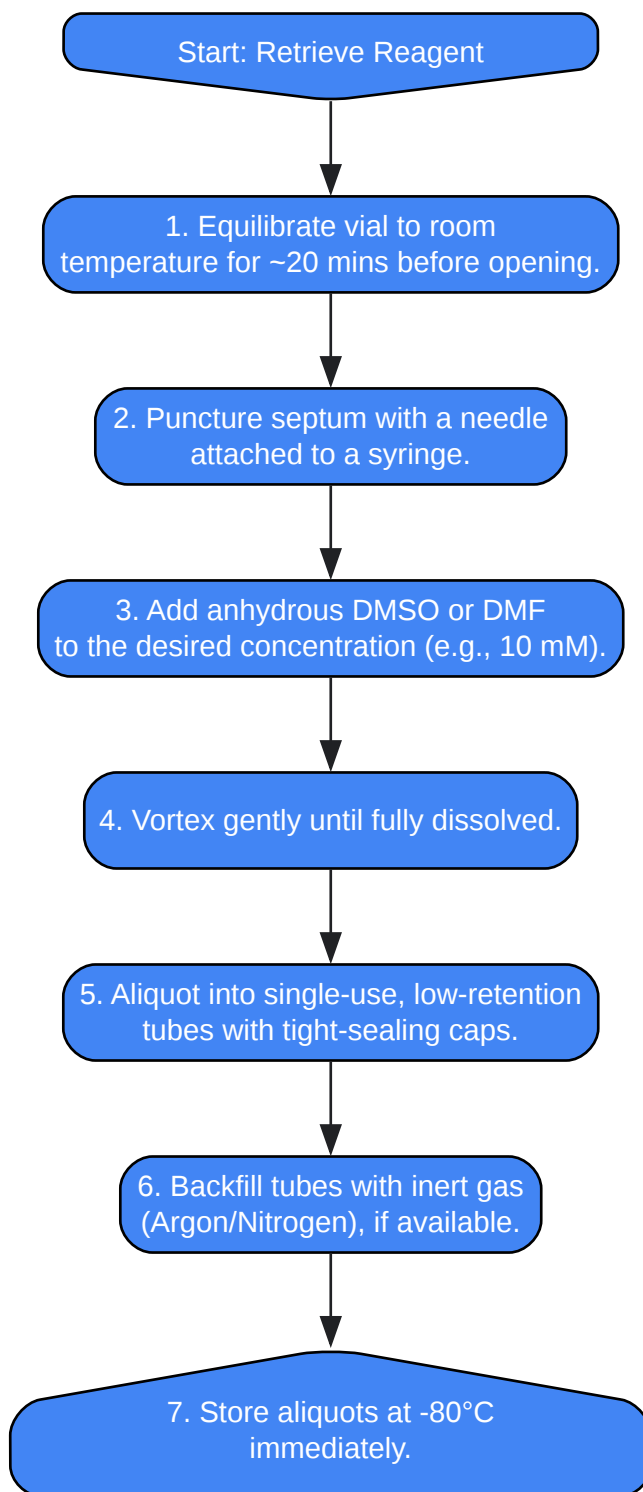 Start: Retrieve Reagent
1. Equilibrate vial to room
temperature for ~20 mins before opening.
2. Puncture septum with a needle
attached to a syringe.
3. Add anhydrous DMSO or DMF
to the desired concentration (e.g., 10 mM).
4. Vortex gently until fully dissolved.
5. Aliquot into single-use, low-retention
tubes with tight-sealing caps.
6. Backfill tubes with inert gas
(Argon/Nitrogen), if available.
7. Store aliquots at -80°C
immediately.